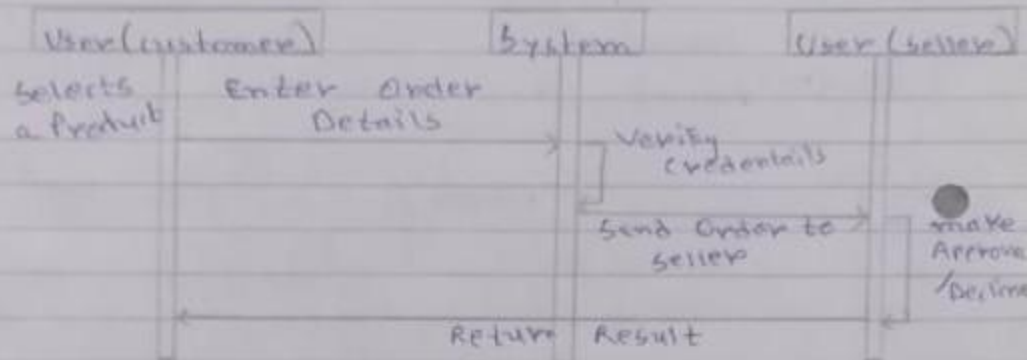 User(customer)
System
User (seller)
Selects
a Product
Enter Order
Details
Verify
Credentails
Send Order to
Seller
make
Approve
/Decline
Return Result